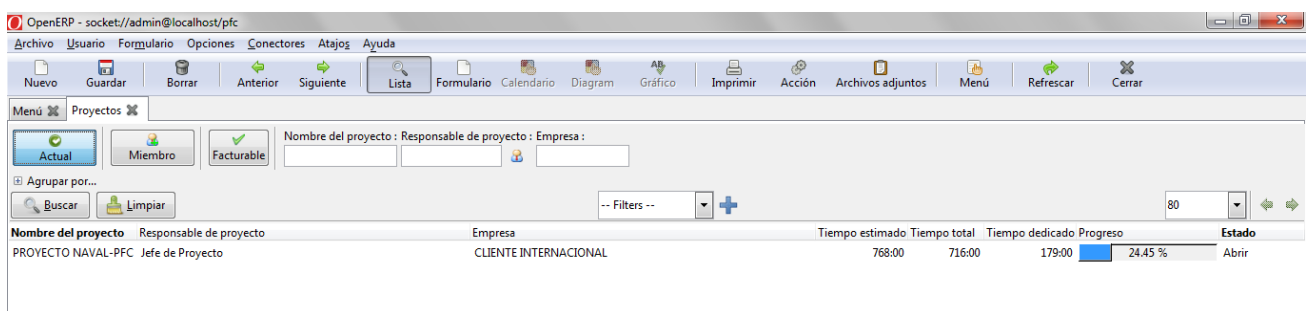 OpenERP - socket://admin@localhost/pfc
Archivo Usuario Formulario Opciones Conectores Atajos Ayuda
Nuevo Guardar Borrar Anterior Siguiente Lista Formulario Calendario Diagram Gráfico Imprimir Acción Archivos adjuntos Menú Refrescar Cerrar
Menú Proyectos
Nombre del proyecto : Responsable de proyecto : Empresa :
Actual Miembro Facturable
Agrupar por...
Buscar Limpiar -- Filters -- 80
Nombre del proyecto Responsable de proyecto Empresa Tiempo estimado Tiempo total Tiempo dedicado Progreso Estado
PROYECTO NAVAL-PFC Jefe de Proyecto CLIENTE INTERNACIONAL 768:00 716:00 179:00 24.45 % Abrir